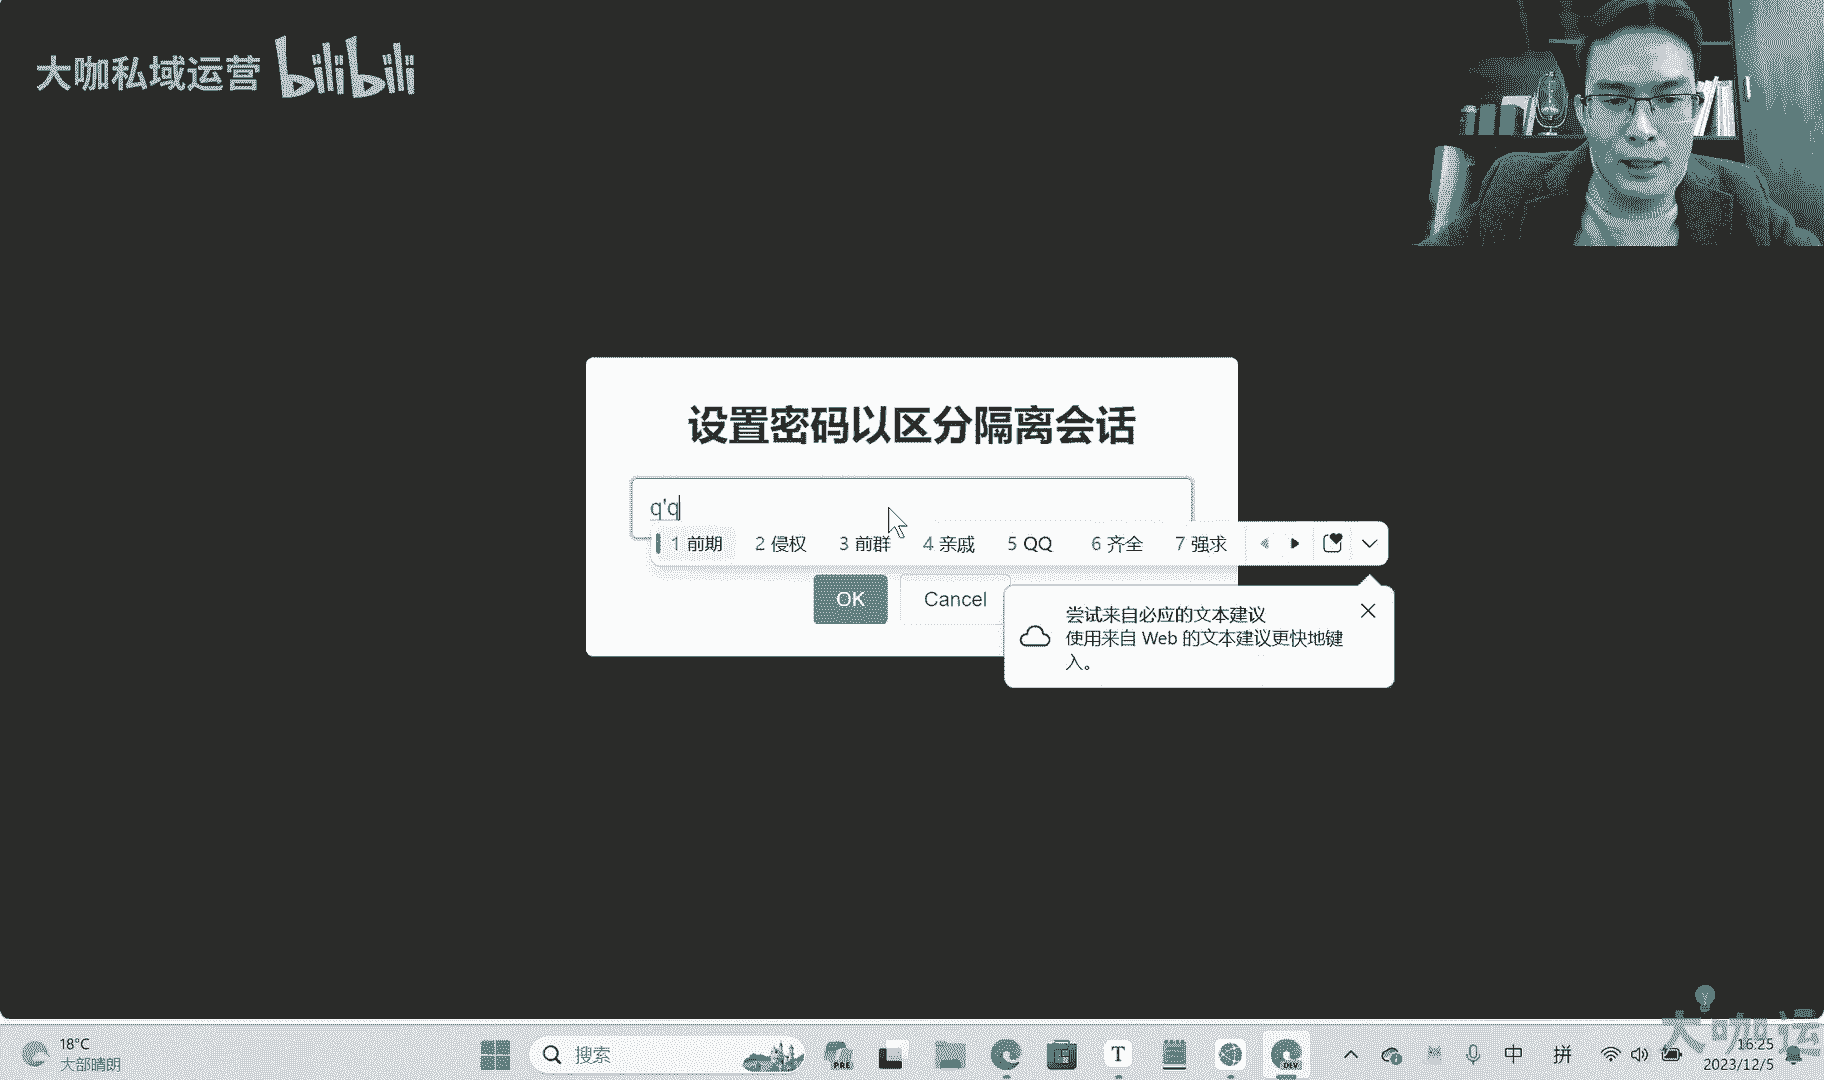 大咖私域运营 bilibili
设置密码以区分隔离会话
q'q
1 前期 2 侵权 3 前群 4 亲戚 5 QQ 6 齐全 7 强求
OK Cancel
尝试来自必应的文本建议
使用来自 Web 的文本建议更快地键
入。
大咖运
18°C
大部晴朗
搜索
PRE
T
DEV
中
拼
16:25
2023/12/5